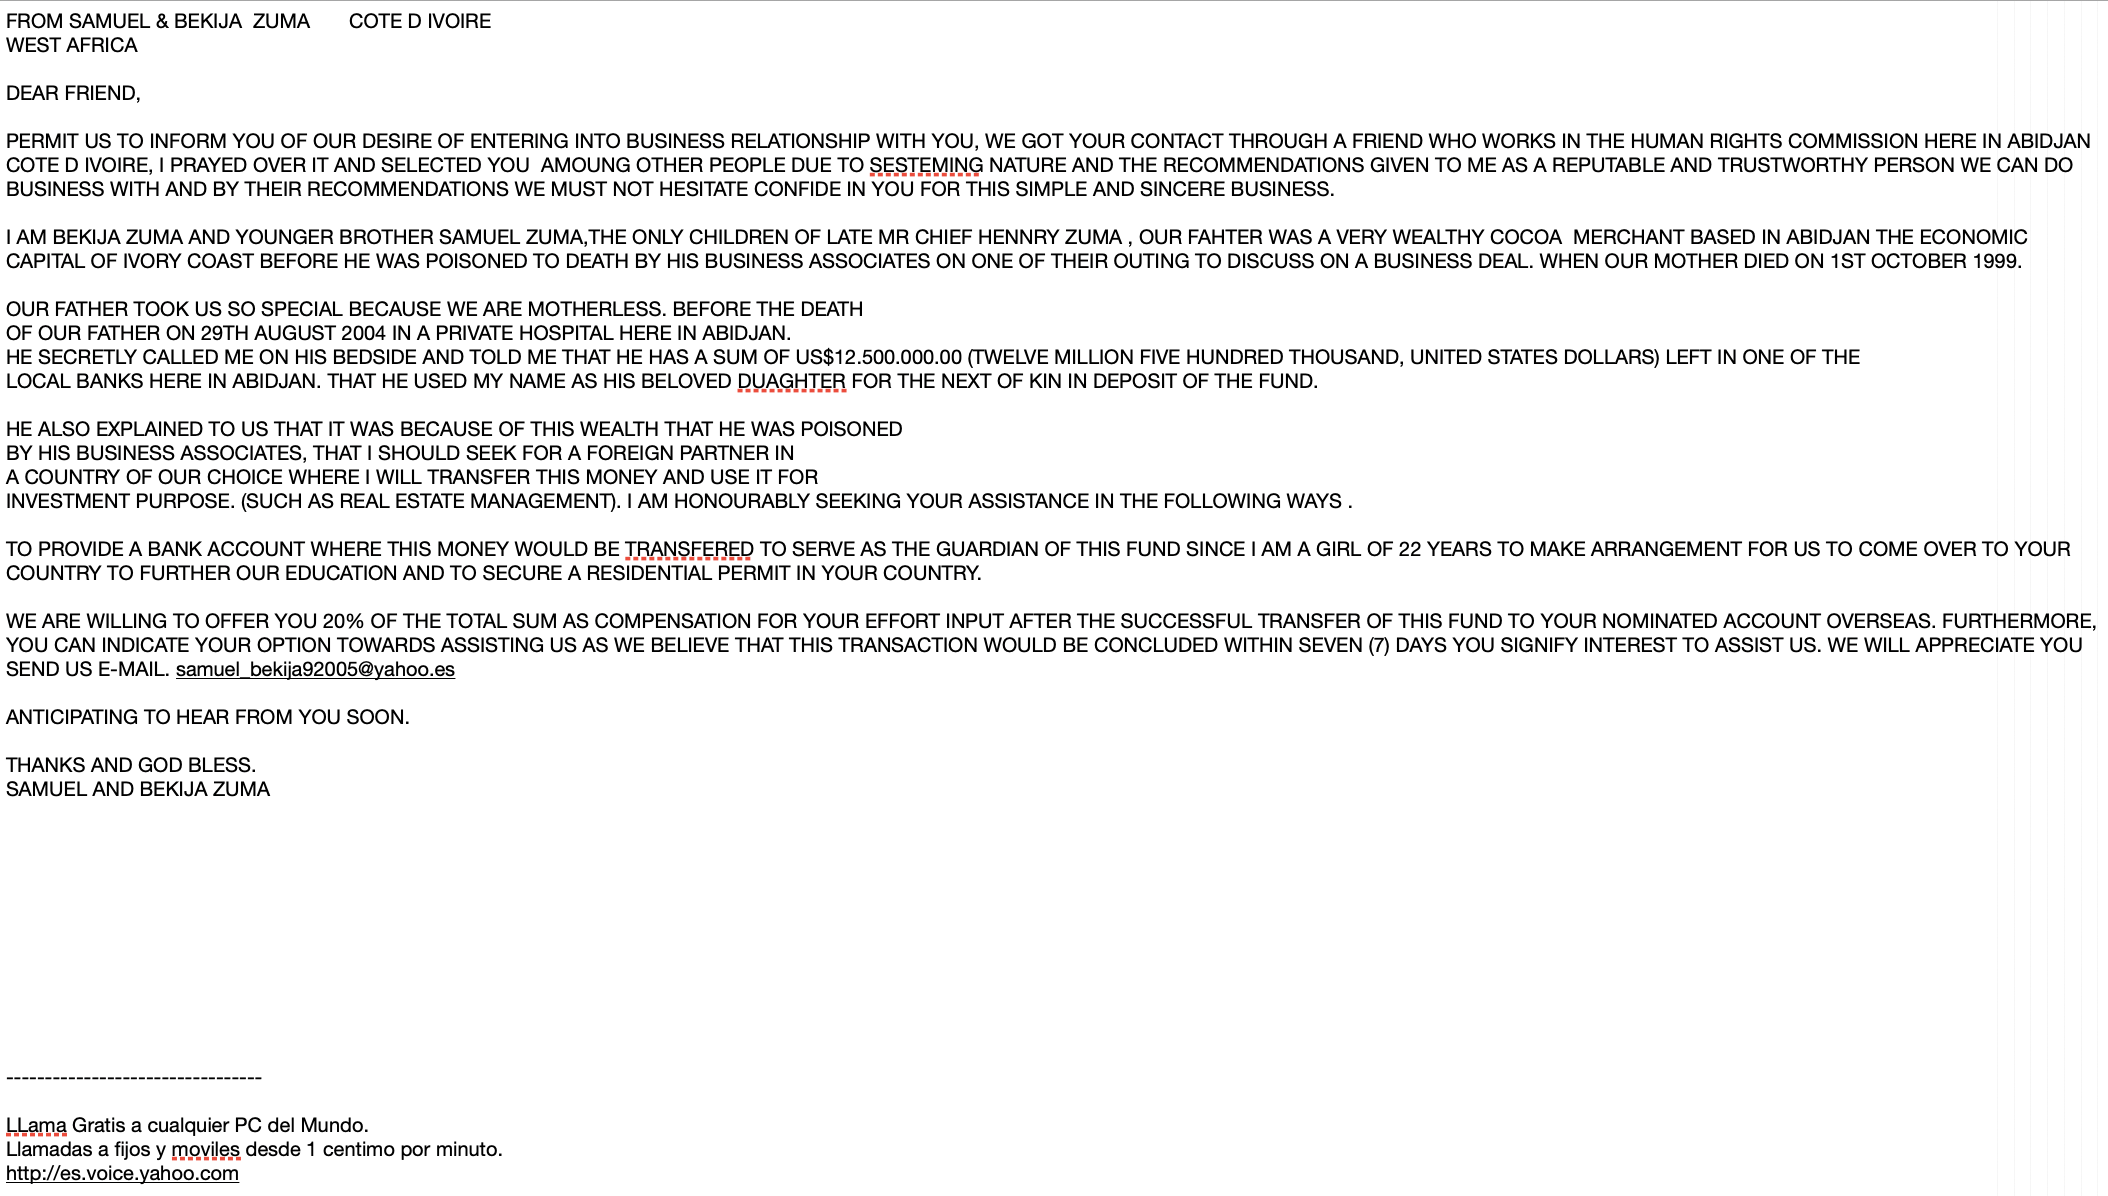 FROM SAMUEL & BEKIJA  ZUMA       COTE D IVOIRE
WEST AFRICA
DEAR FRIEND,
PERMIT US TO INFORM YOU OF OUR DESIRE OF ENTERING INTO BUSINESS RELATIONSHIP WITH YOU, WE GOT YOUR CONTACT THROUGH A FRIEND WHO WORKS IN THE HUMAN RIGHTS COMMISSION HERE IN ABIDJAN
COTE D IVOIRE, I PRAYED OVER IT AND SELECTED YOU  AMOUNG OTHER PEOPLE DUE TO SESTEMING NATURE AND THE RECOMMENDATIONS GIVEN TO ME AS A REPUTABLE AND TRUSTWORTHY PERSON WE CAN DO
BUSINESS WITH AND BY THEIR RECOMMENDATIONS WE MUST NOT HESITATE CONFIDE IN YOU FOR THIS SIMPLE AND SINCERE BUSINESS.
I AM BEKIJA ZUMA AND YOUNGER BROTHER SAMUEL ZUMA,THE ONLY CHILDREN OF LATE MR CHIEF HENNRY ZUMA , OUR FAHTER WAS A VERY WEALTHY COCOA  MERCHANT BASED IN ABIDJAN THE ECONOMIC
CAPITAL OF IVORY COAST BEFORE HE WAS POISONED TO DEATH BY HIS BUSINESS ASSOCIATES ON ONE OF THEIR OUTING TO DISCUSS ON A BUSINESS DEAL. WHEN OUR MOTHER DIED ON 1ST OCTOBER 1999.
OUR FATHER TOOK US SO SPECIAL BECAUSE WE ARE MOTHERLESS. BEFORE THE DEATH
OF OUR FATHER ON 29TH AUGUST 2004 IN A PRIVATE HOSPITAL HERE IN ABIDJAN.
HE SECRETLY CALLED ME ON HIS BEDSIDE AND TOLD ME THAT HE HAS A SUM OF US$12.500.000.00 (TWELVE MILLION FIVE HUNDRED THOUSAND, UNITED STATES DOLLARS) LEFT IN ONE OF THE
LOCAL BANKS HERE IN ABIDJAN. THAT HE USED MY NAME AS HIS BELOVED DUAGHTER FOR THE NEXT OF KIN IN DEPOSIT OF THE FUND.
HE ALSO EXPLAINED TO US THAT IT WAS BECAUSE OF THIS WEALTH THAT HE WAS POISONED
BY HIS BUSINESS ASSOCIATES, THAT I SHOULD SEEK FOR A FOREIGN PARTNER IN
A COUNTRY OF OUR CHOICE WHERE I WILL TRANSFER THIS MONEY AND USE IT FOR
INVESTMENT PURPOSE. (SUCH AS REAL ESTATE MANAGEMENT). I AM HONOURABLY SEEKING YOUR ASSISTANCE IN THE FOLLOWING WAYS .
TO PROVIDE A BANK ACCOUNT WHERE THIS MONEY WOULD BE TRANSFERED TO SERVE AS THE GUARDIAN OF THIS FUND SINCE I AM A GIRL OF 22 YEARS TO MAKE ARRANGEMENT FOR US TO COME OVER TO YOUR
COUNTRY TO FURTHER OUR EDUCATION AND TO SECURE A RESIDENTIAL PERMIT IN YOUR COUNTRY.
WE ARE WILLING TO OFFER YOU 20% OF THE TOTAL SUM AS COMPENSATION FOR YOUR EFFORT INPUT AFTER THE SUCCESSFUL TRANSFER OF THIS FUND TO YOUR NOMINATED ACCOUNT OVERSEAS. FURTHERMORE,
YOU CAN INDICATE YOUR OPTION TOWARDS ASSISTING US AS WE BELIEVE THAT THIS TRANSACTION WOULD BE CONCLUDED WITHIN SEVEN (7) DAYS YOU SIGNIFY INTEREST TO ASSIST US. WE WILL APPRECIATE YOU
SEND US E-MAIL. samuel_bekija92005@yahoo.es
ANTICIPATING TO HEAR FROM YOU SOON.
THANKS AND GOD BLESS.
SAMUEL AND BEKIJA ZUMA
---------------------------------
LLama Gratis a cualquier PC del Mundo.
Llamadas a fijos y moviles desde 1 centimo por minuto.
http://es.voice.yahoo.com